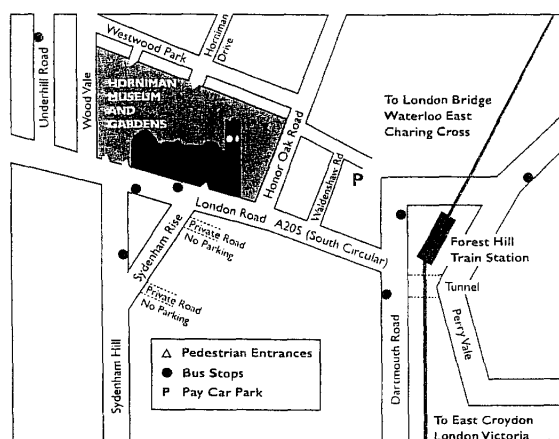 Underhill Road
Wood Vale
Westwood Park
Horniman
Drive
HORNIMAN
MUSEUM
AND
GARDENS
Honor Oak Road
Waldenshaw Rd
P
To London Bridge
Waterloo East
Charing Cross
London Road
A205 (South Circular)
Sydenham Rise
Private Road
No Parking
Private Road
No Parking
Sydenham Hill
Forest Hill
Train Station
Tunnel
Perry Vale
Dartmouth Road
Pedestrian Entrances
Bus Stops
P Pay Car Park
To East Croydon
London Victoria